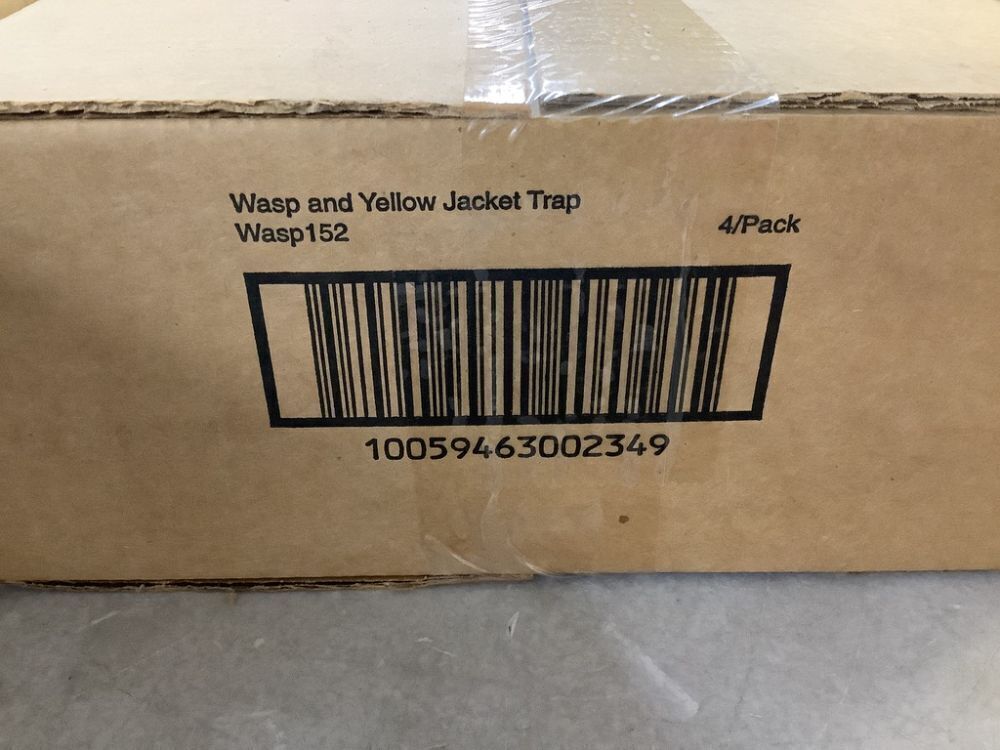 Wasp and Yellow Jacket Trap
Wasp152 4/Pack
10059463002349